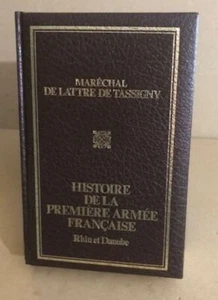 MARÉCHAL
DE LATTRE DE TASSIGNY
HISTOIRE
DE LA
PREMIÈRE ARMÉE
FRANÇAISE
Rhin et Danube